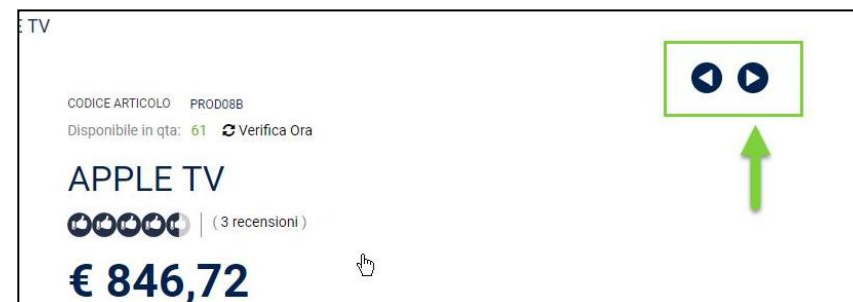 E TV
CODICE ARTICOLO PROD08B
Disponibile in qta: 61 Verifica Ora
APPLE TV
( 3 recensioni )
€ 846,72